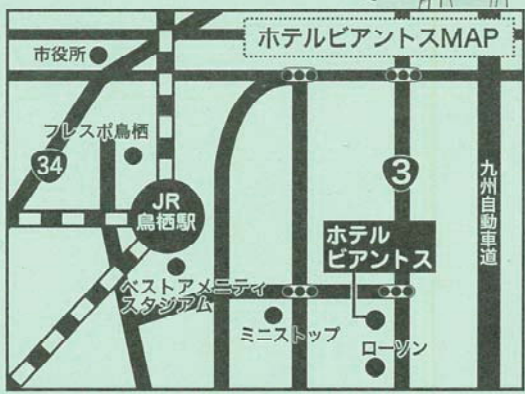 ホテルビアントスMAP
市役所
フレスポ鳥栖
34
JR
鳥栖駅
3
九州自動車道
ホテル
ビアントス
ベストアメニティ
スタジアム
ミニストップ
ローソン